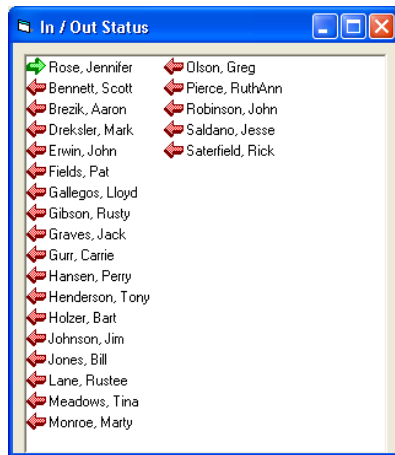 In / Out Status
Rose, Jennifer
Bennett, Scott
Brezik, Aaron
Dreksler, Mark
Erwin, John
Fields, Pat
Gallegos, Lloyd
Gibson, Rusty
Graves, Jack
Gurr, Carrie
Hansen, Perry
Henderson, Tony
Holzer, Bart
Johnson, Jim
Jones, Bill
Lane, Rustee
Meadows, Tina
Monroe, Marty
Olson, Greg
Pierce, RuthAnn
Robinson, John
Saldano, Jesse
Saterfield, Rick